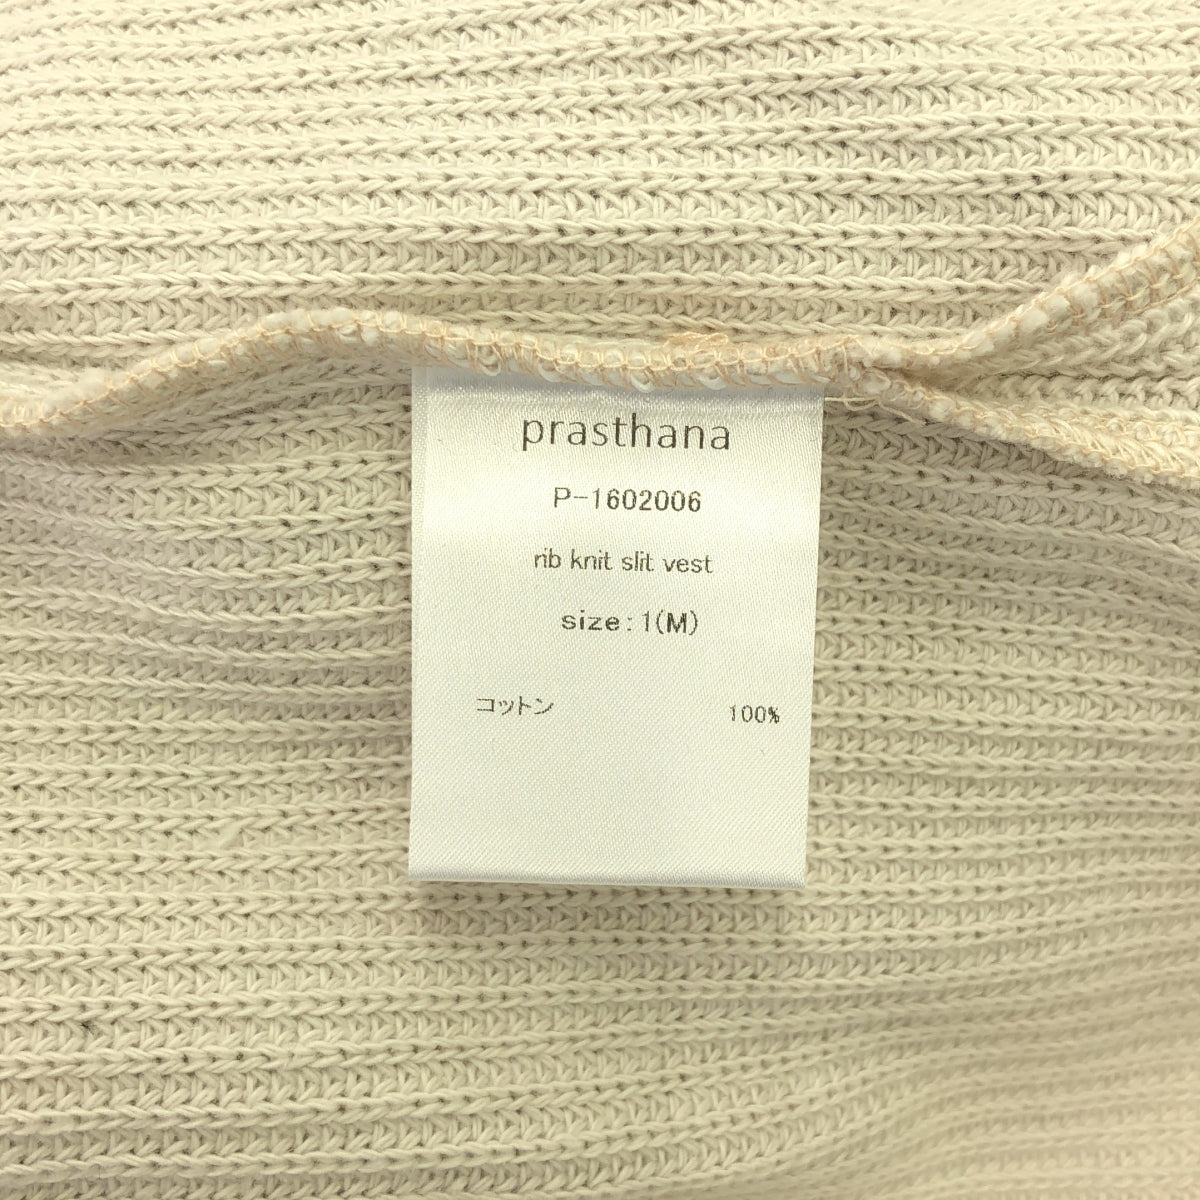 prasthana
P-1602006
rib knit slit vest
size:1(M)
コットン 100%